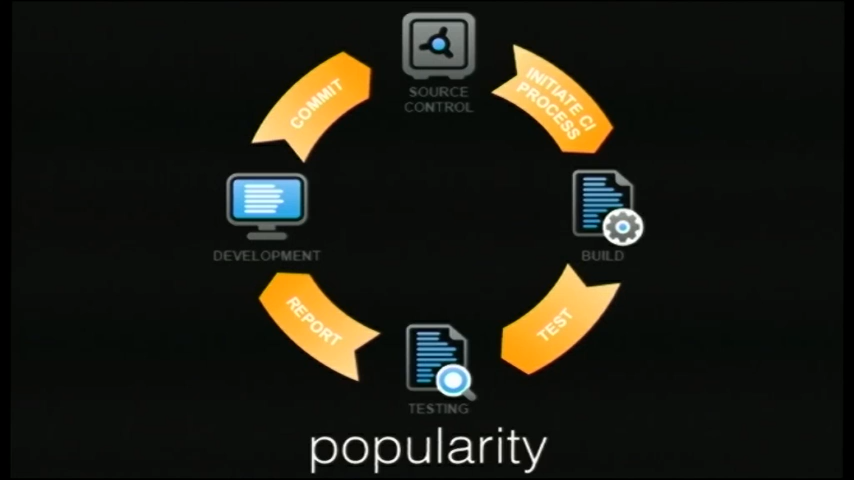 SOURCE
CONTROL
COMMIT
INITIATE CI
PROCESS
DEVELOPMENT
BUILD
REPORT
TEST
TESTING
popularity